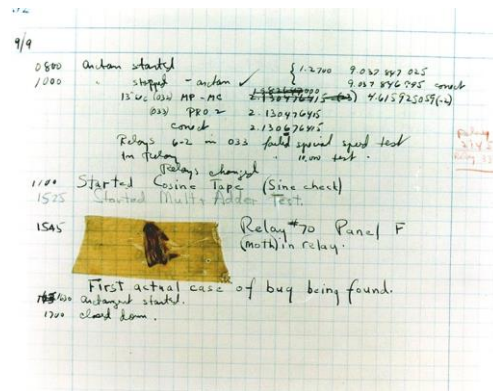 9/9
0800 Antan started { 1.2700 9.037 847 025
1000 " stopped - antan ✓ 9.037 846 995 conect
13"uc (032) MP - MC 2.130476415 (-3) 4.615925059 (-2)
(033) PRO 2 2.130476415
conect 2.130676415
Relays 6-2 in 033 failed special speed test
In Relay " 10,000 test.
Relays changed
1100 Started Cosine Tape (Sine check)
1525 Started Mult+Adder Test.
1545 Relay #70 Panel F
(moth) in relay.
First actual case of bug being found.
1630 antangent started.
1700 closed down.